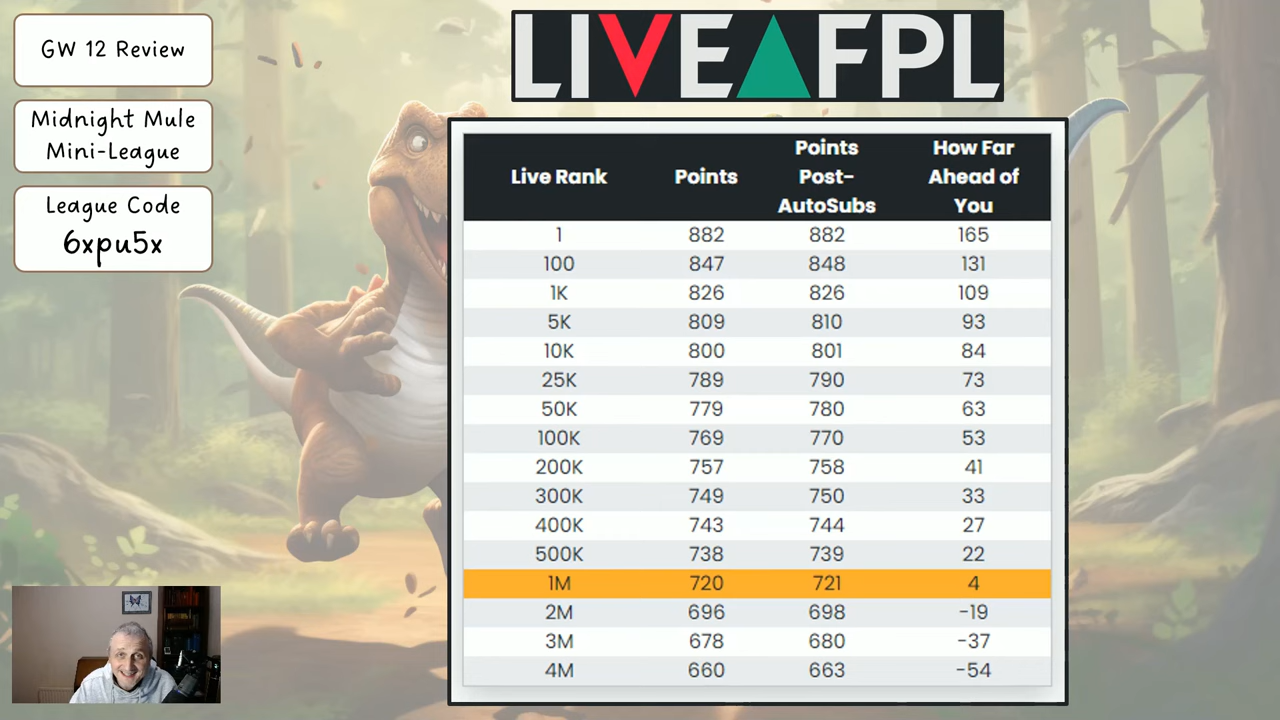 GW 12 Review
Midnight Mule
Mini-League
League Code
6xpu5x
LIVEFPL
Live Rank Points Points Post-AutoSubs How Far Ahead of You
1 882 882 165
100 847 848 131
1K 826 826 109
5K 809 810 93
10K 800 801 84
25K 789 790 73
50K 779 780 63
100K 769 770 53
200K 757 758 41
300K 749 750 33
400K 743 744 27
500K 738 739 22
1M 720 721 4
2M 696 698 -19
3M 678 680 -37
4M 660 663 -54